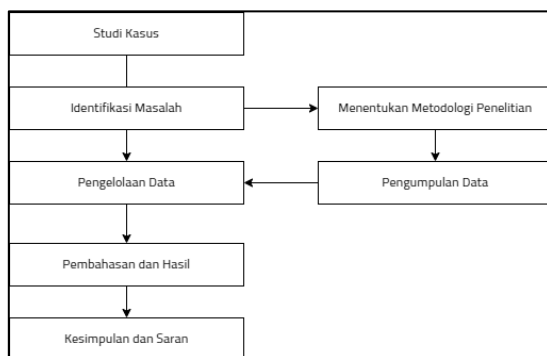 Studi Kasus
Identifikasi Masalah
Menentukan Metodologi Penelitian
Pengelolaan Data
Pengumpulan Data
Pembahasan dan Hasil
Kesimpulan dan Saran